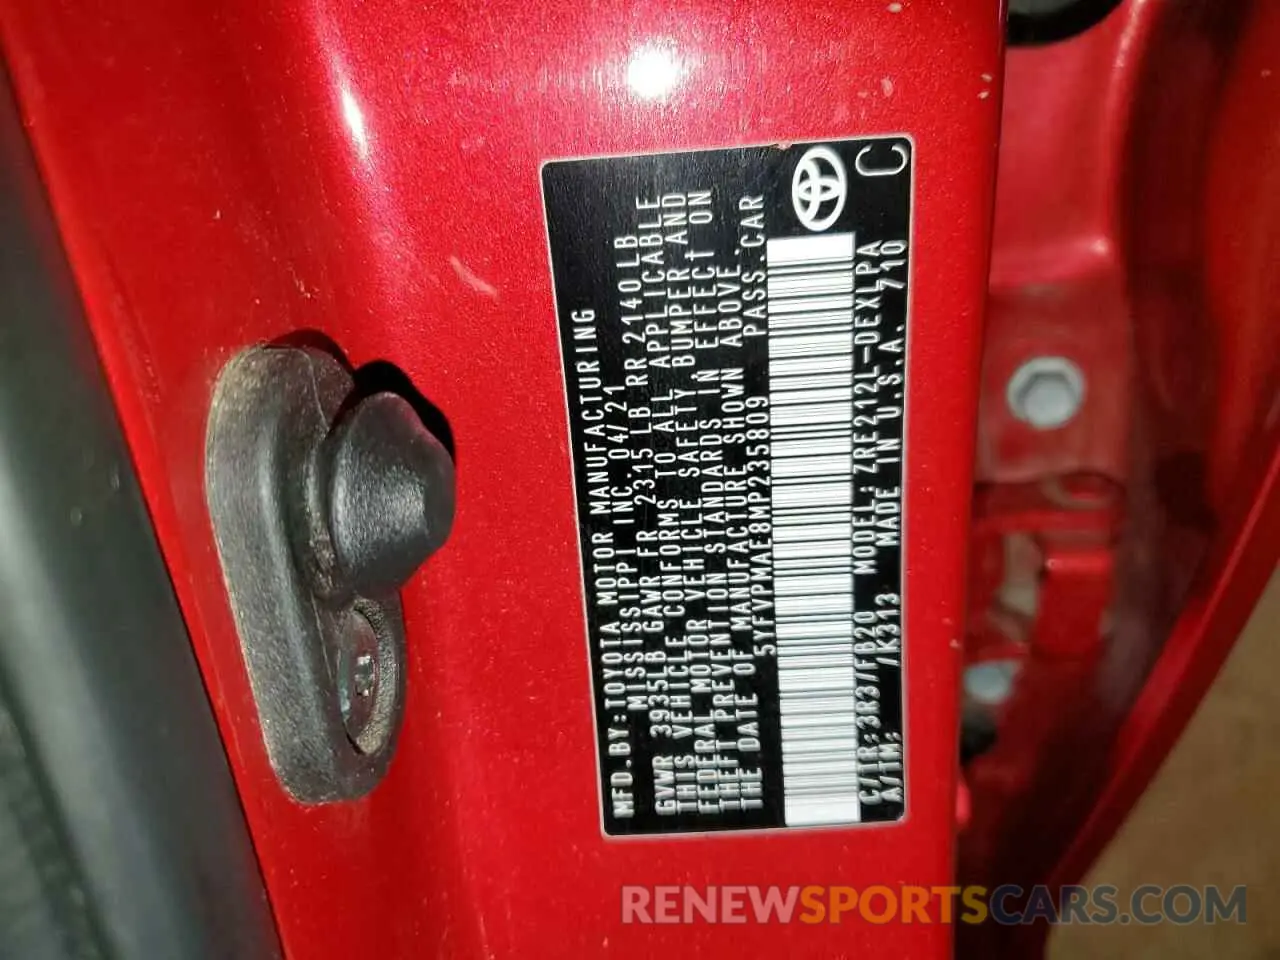 MFD.BY:TOYOTA MOTOR MANUFACTURING
MISSISSIPPI INC. 04/21
GVWR 3935LB GAWR FR 2315 LB RR 2140LB
THIS VEHICLE CONFORMS TO ALL APPLICABLE
FEDERAL MOTOR VEHICLE SAFETY, BUMPER AND
THEFT PREVENTION STANDARDS IN EFFECT ON
THE DATE OF MANUFACTURE SHOWN ABOVE.
5YFVPMAE8MP235809 PASS.CAR
C/TR:3R3/FB20 MODEL: ZRE212L-DEXLPA
A/TM: /K313 MADE IN U.S.A. 710
C
RENEWSPORTSCARS.COM